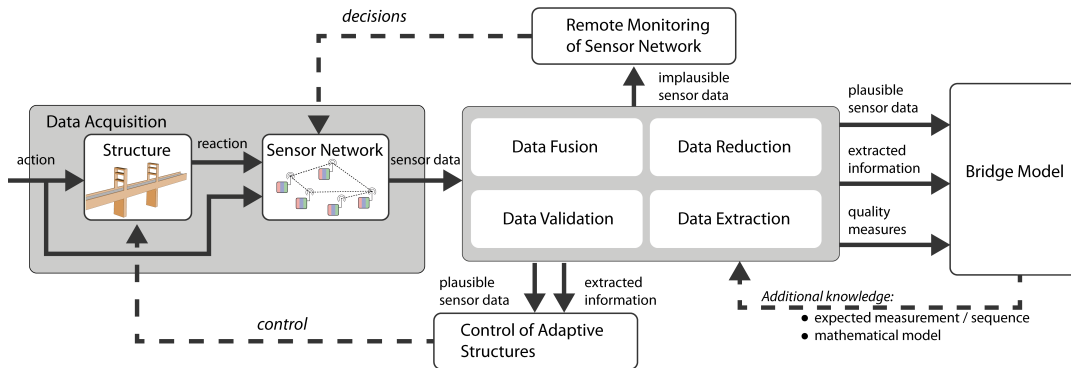 decisions
Remote Monitoring
of Sensor Network
implausible
sensor data
Data Acquisition
action
Structure
reaction
Sensor Network
sensor data
Data Fusion
Data Reduction
Data Validation
Data Extraction
plausible
sensor data
extracted
information
quality
measures
Bridge Model
plausible
sensor data
extracted
information
Additional knowledge:
● expected measurement / sequence
● mathematical model
control
Control of Adaptive
Structures